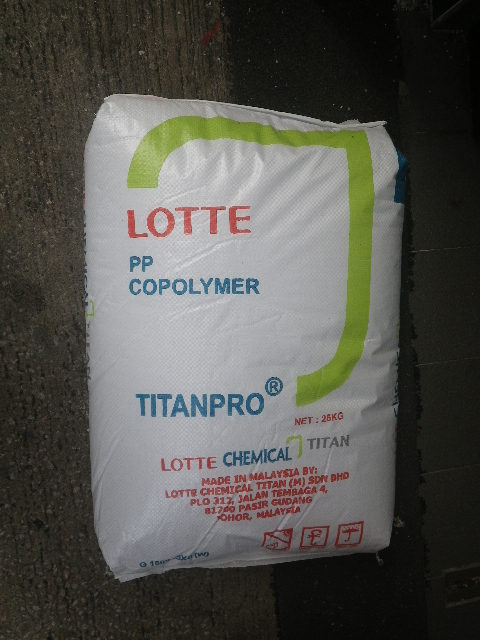 LOTTE
PP
COPOLYMER
TITANPRO®
NET : 25KG
LOTTE CHEMICAL TITAN
MADE IN MALAYSIA BY:
LOTTE CHEMICAL TITAN (M) SDN BHD
PLO 312, JALAN TEMBAGA 4,
81700 PASIR GUDANG
JOHOR, MALAYSIA